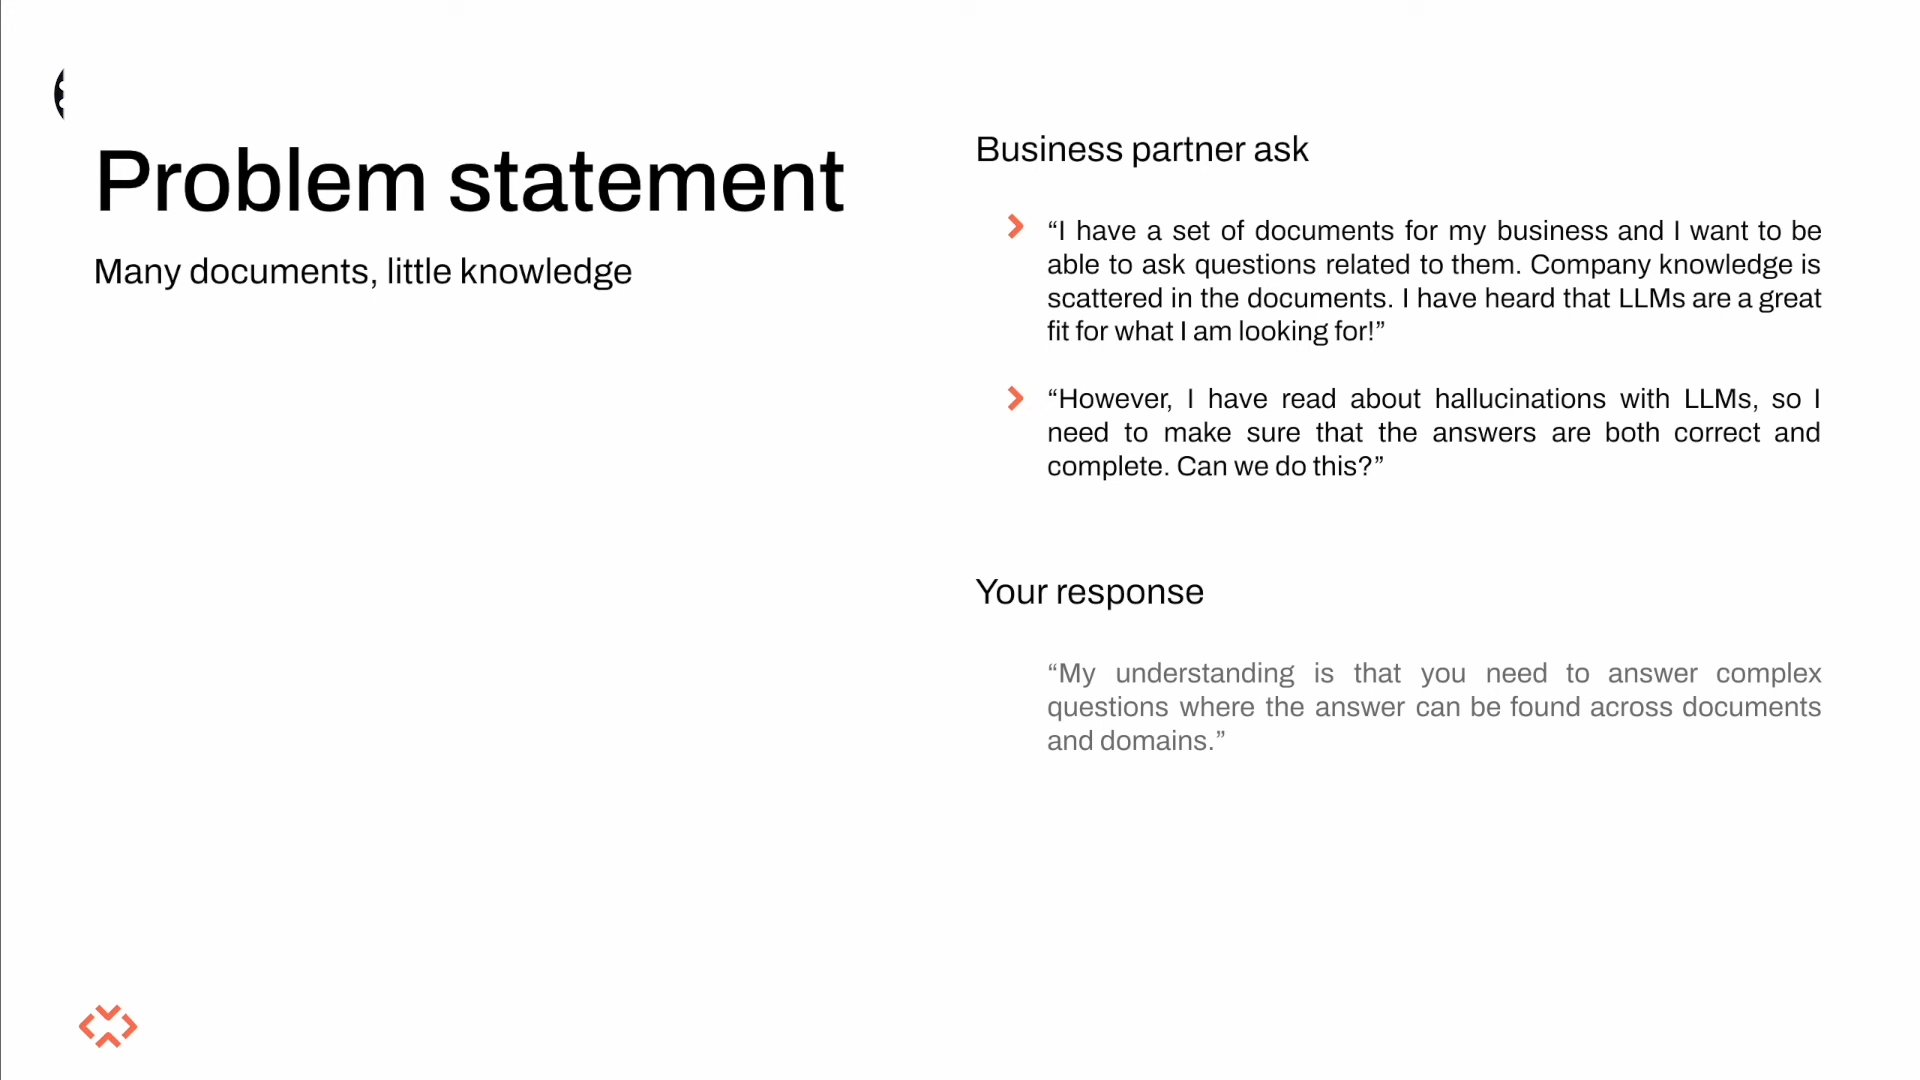 Problem statement
Many documents, little knowledge
Business partner ask
“I have a set of documents for my business and I want to be
able to ask questions related to them. Company knowledge is
scattered in the documents. I have heard that LLMs are a great
fit for what I am looking for!”
“However, I have read about hallucinations with LLMs, so I
need to make sure that the answers are both correct and
complete. Can we do this?”
Your response
“My understanding is that you need to answer complex
questions where the answer can be found across documents
and domains.”